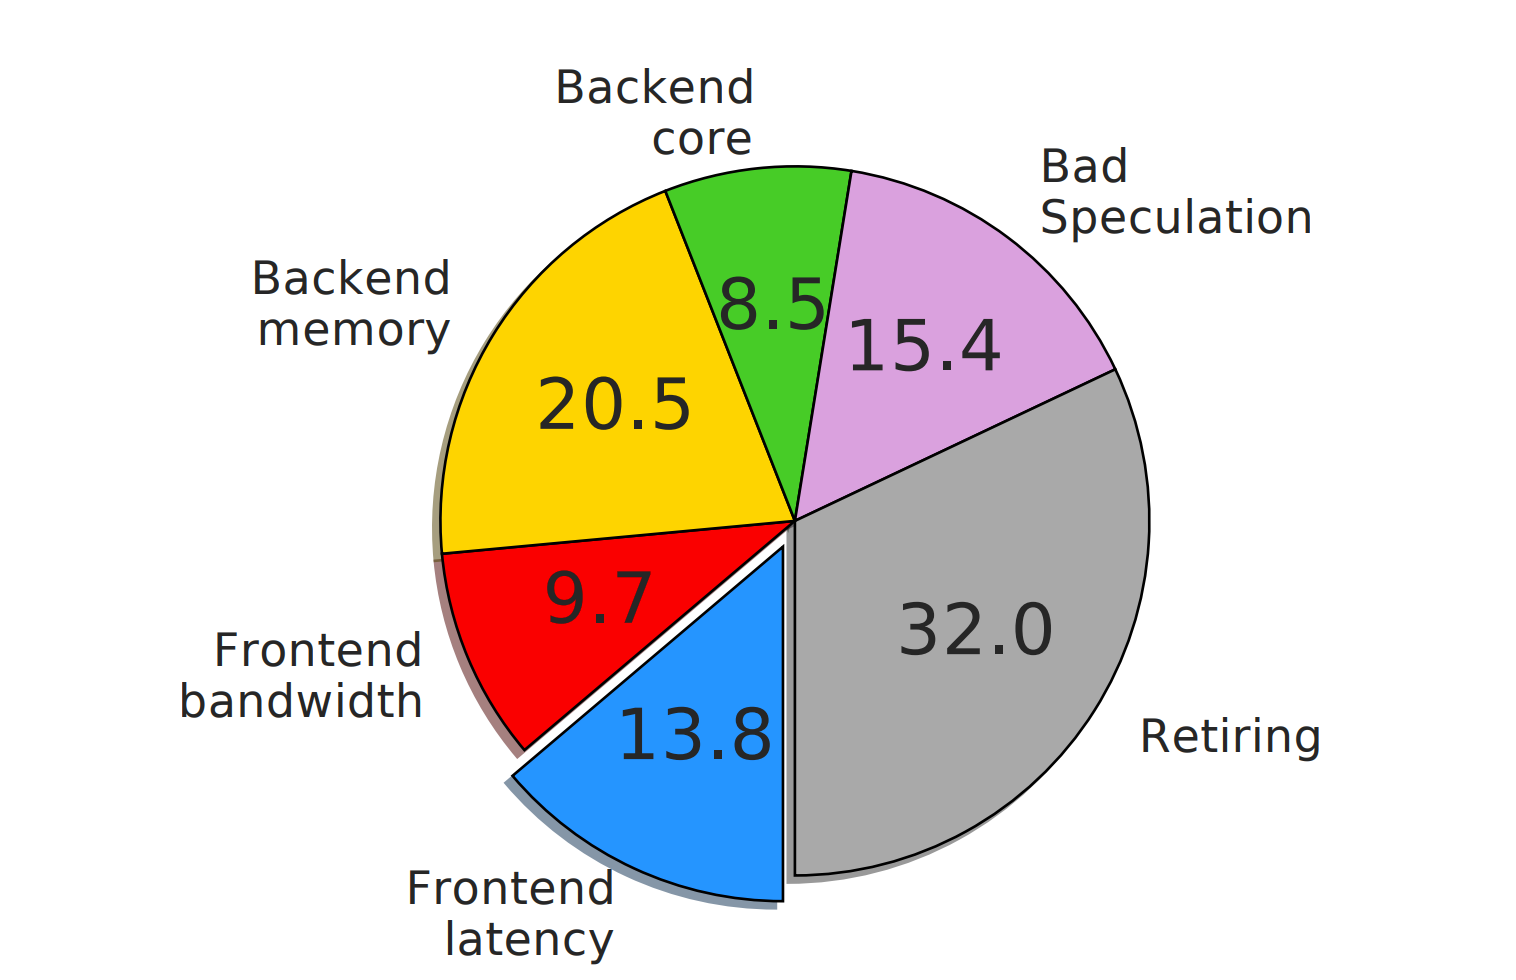 Backend
core
Bad
Speculation
Backend
memory
8.5
15.4
20.5
9.7
32.0
Frontend
bandwidth
13.8
Retiring
Frontend
latency